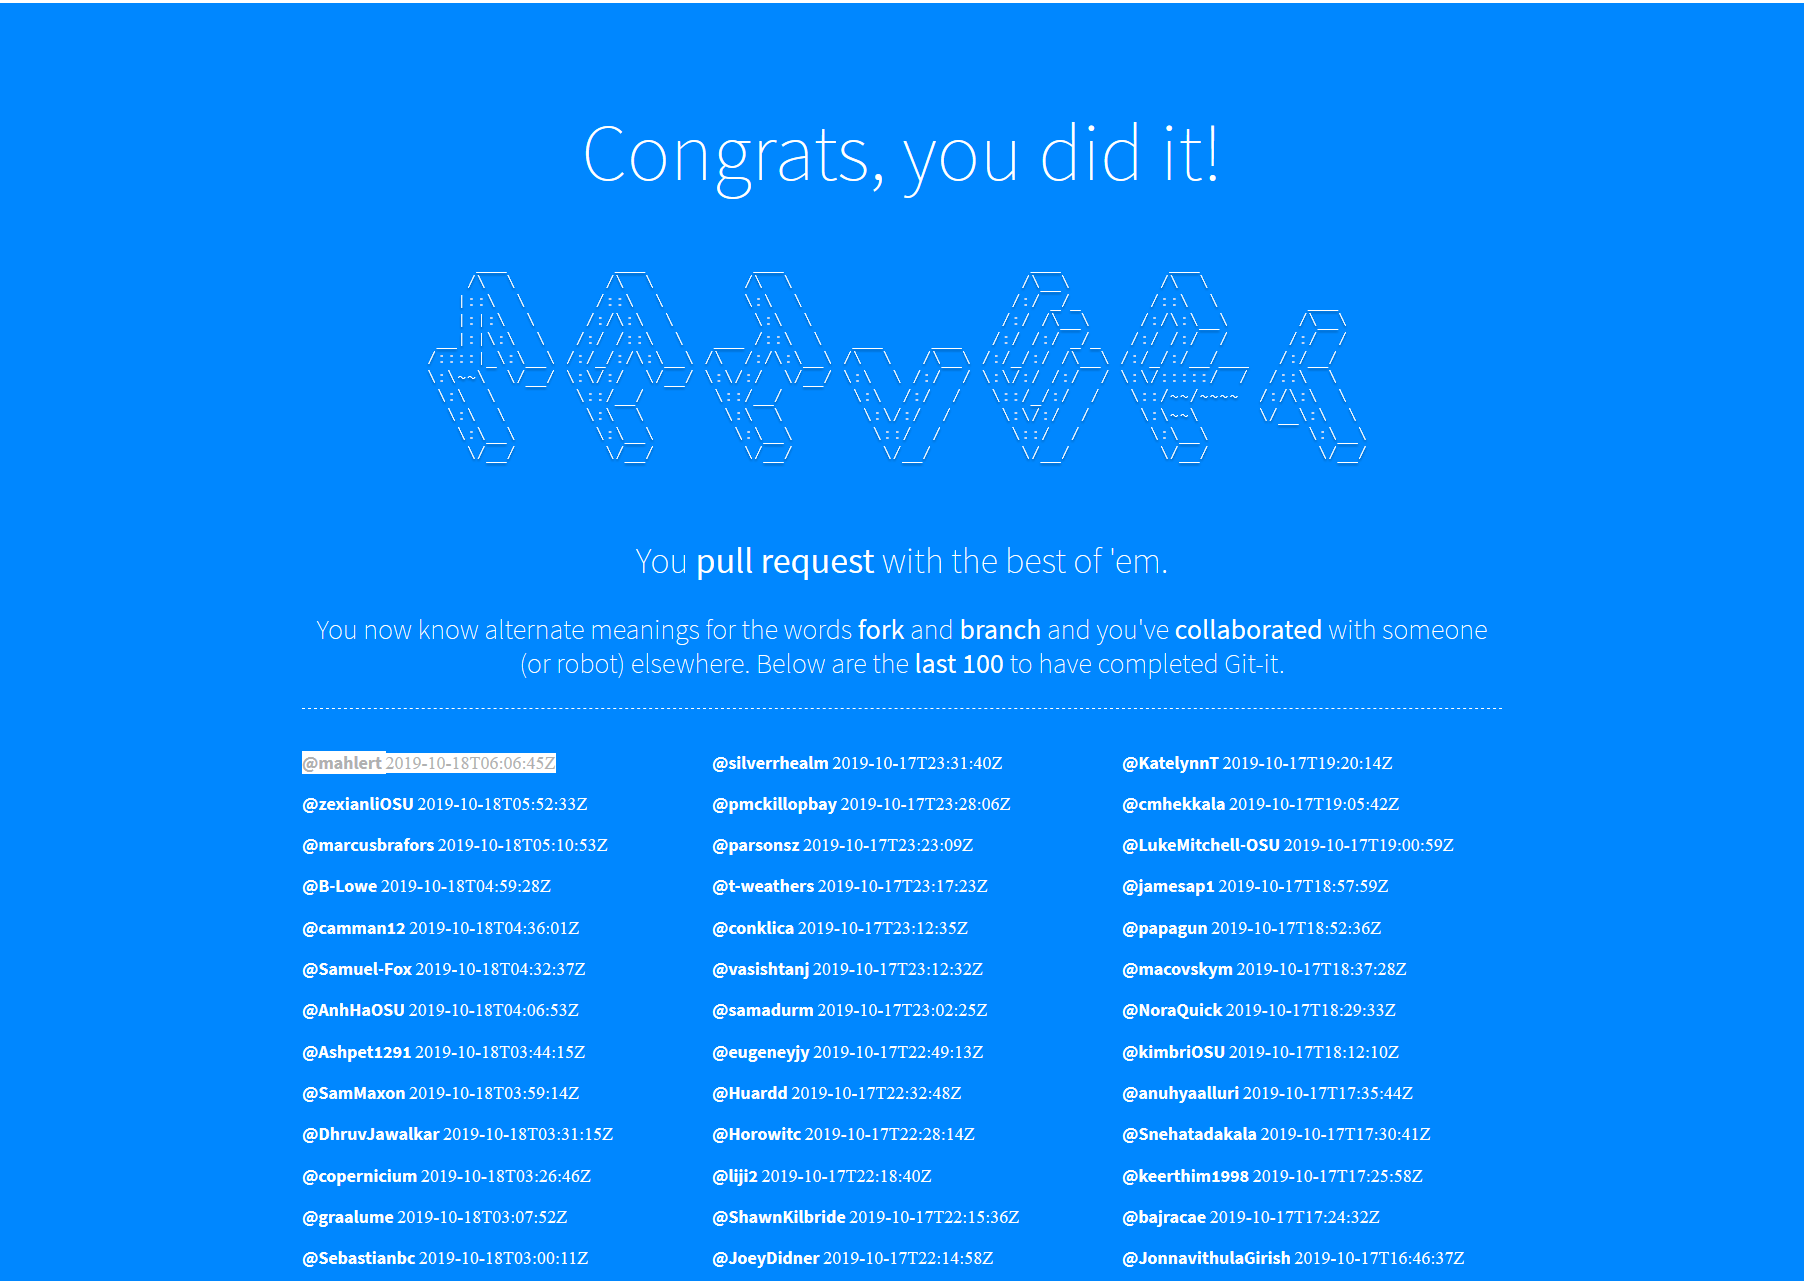 Congrats, you did it!
You pull request with the best of 'em.
You now know alternate meanings for the words fork and branch and you've collaborated with someone
(or robot) elsewhere. Below are the last 100 to have completed Git-it.
@mahlert 2019-10-18T06:06:45Z
@zexianliOSU 2019-10-18T05:52:33Z
@marcusbrafors 2019-10-18T05:10:53Z
@B-Lowe 2019-10-18T04:59:28Z
@camman12 2019-10-18T04:36:01Z
@Samuel-Fox 2019-10-18T04:32:37Z
@AnhHaOSU 2019-10-18T04:06:53Z
@Ashpet1291 2019-10-18T03:44:15Z
@SamMaxon 2019-10-18T03:59:14Z
@DhruvJawalkar 2019-10-18T03:31:15Z
@copernicium 2019-10-18T03:26:46Z
@graalume 2019-10-18T03:07:52Z
@Sebastianbc 2019-10-18T03:00:11Z
@silverrhealm 2019-10-17T23:31:40Z
@pmckillopbay 2019-10-17T23:28:06Z
@parsonsz 2019-10-17T23:23:09Z
@t-weathers 2019-10-17T23:17:23Z
@conklica 2019-10-17T23:12:35Z
@vasishtanj 2019-10-17T23:12:32Z
@samadurm 2019-10-17T23:02:25Z
@eugeneyjy 2019-10-17T22:49:13Z
@Huardd 2019-10-17T22:32:48Z
@Horowitc 2019-10-17T22:28:14Z
@liji2 2019-10-17T22:18:40Z
@ShawnKilbride 2019-10-17T22:15:36Z
@JoeyDidner 2019-10-17T22:14:58Z
@KatelynnT 2019-10-17T19:20:14Z
@cmhekkala 2019-10-17T19:05:42Z
@LukeMitchell-OSU 2019-10-17T19:00:59Z
@jamesap1 2019-10-17T18:57:59Z
@papagun 2019-10-17T18:52:36Z
@macovskym 2019-10-17T18:37:28Z
@NoraQuick 2019-10-17T18:29:33Z
@kimbriOSU 2019-10-17T18:12:10Z
@anuhyaalluri 2019-10-17T17:35:44Z
@Snehatadakala 2019-10-17T17:30:41Z
@keerthim1998 2019-10-17T17:25:58Z
@bajracae 2019-10-17T17:24:32Z
@JonnavithulaGirish 2019-10-17T16:46:37Z